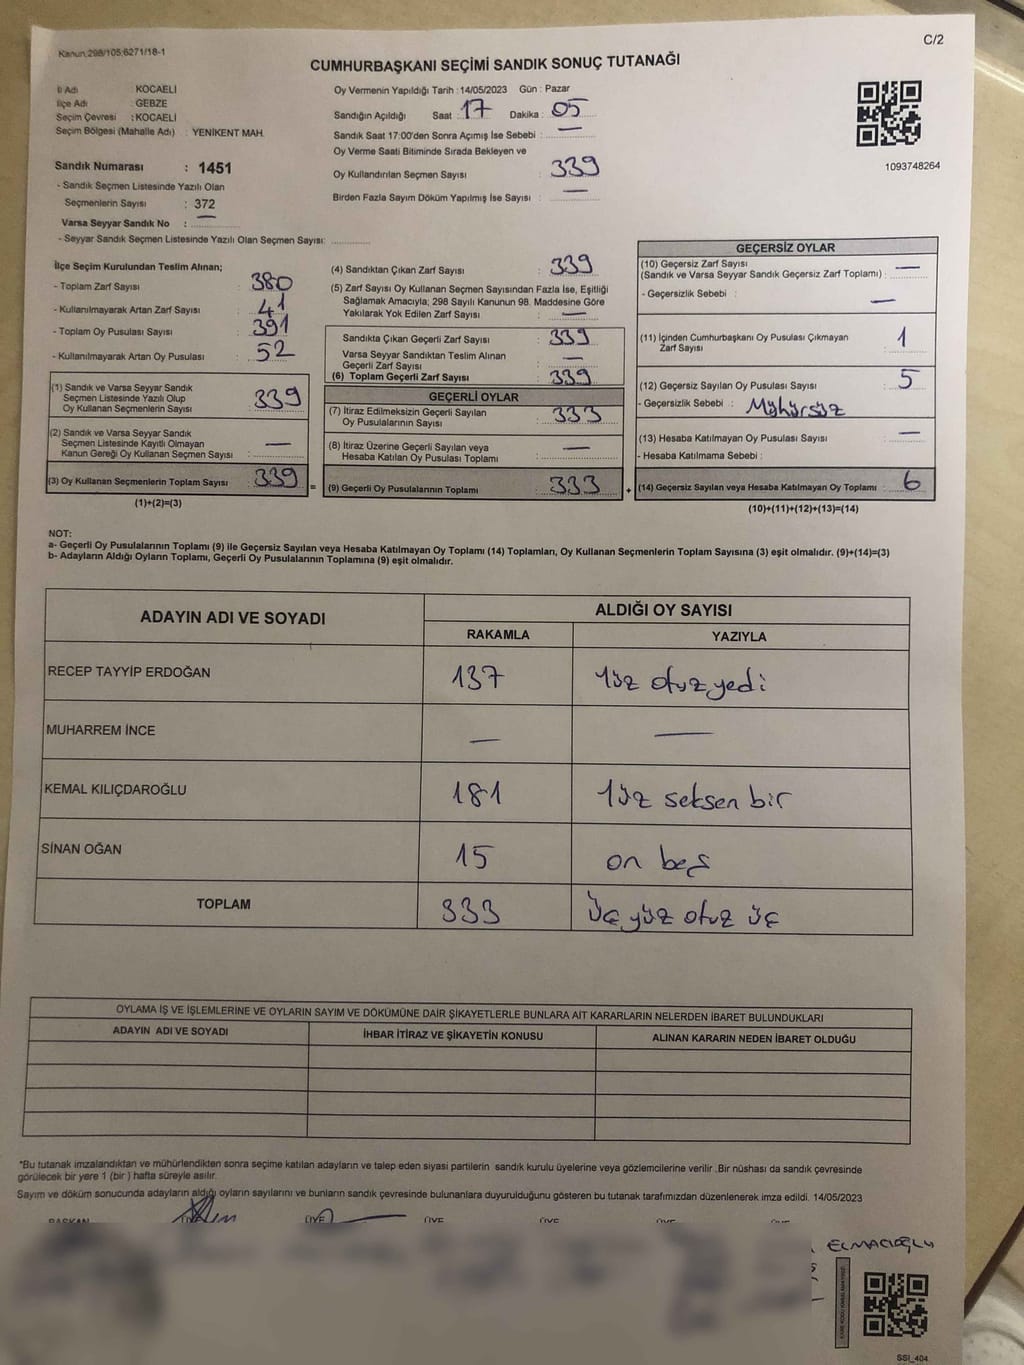 Kanun:298/105;6271/18-1
C/2
CUMHURBAŞKANI SEÇİMİ SANDIK SONUÇ TUTANAĞI
İl Adı : KOCAELİ
İlçe Adı : GEBZE
Seçim Çevresi : KOCAELİ
Seçim Bölgesi (Mahalle Adı) : YENİKENT MAH.
Sandık Numarası : 1451
- Sandık Seçmen Listesinde Yazılı Olan
Seçmenlerin Sayısı : 372
Varsa Seyyar Sandık No : —
- Seyyar Sandık Seçmen Listesinde Yazılı Olan Seçmen Sayısı:
Oy Vermenin Yapıldığı Tarih : 14/05/2023 Gün : Pazar
Sandığın Açıldığı Saat : 17 Dakika : 05
Sandık Saat 17:00'den Sonra Açımış İse Sebebi : —
Oy Verme Saati Bitiminde Sırada Bekleyen ve
Oy Kullandırılan Seçmen Sayısı : 339
Birden Fazla Sayım Döküm Yapılmış İse Sayısı : —
1093748264
İlçe Seçim Kurulundan Teslim Alınan;
- Toplam Zarf Sayısı : 380
- Kullanılmayarak Artan Zarf Sayısı : 41
- Toplam Oy Pusulası Sayısı : 391
- Kullanılmayarak Artan Oy Pusulası : 52
(1) Sandık ve Varsa Seyyar Sandık
Seçmen Listesinde Yazılı Olup
Oy Kullanan Seçmenlerin Sayısı : 339
(2) Sandık ve Varsa Seyyar Sandık
Seçmen Listesinde Kayıtlı Olmayan
Kanun Gereği Oy Kullanan Seçmen Sayısı : —
(3) Oy Kullanan Seçmenlerin Toplam Sayısı : 339
(1)+(2)=(3)
=
(4) Sandıktan Çıkan Zarf Sayısı : 339
(5) Zarf Sayısı Oy Kullanan Seçmen Sayısından Fazla İse, Eşitliği
Sağlamak Amacıyla; 298 Sayılı Kanunun 98. Maddesine Göre
Yakılarak Yok Edilen Zarf Sayısı : —
Sandıkta Çıkan Geçerli Zarf Sayısı : 339
Varsa Seyyar Sandıktan Teslim Alınan
Geçerli Zarf Sayısı : —
(6) Toplam Geçerli Zarf Sayısı : 339
GEÇERLİ OYLAR
(7) İtiraz Edilmeksizin Geçerli Sayılan
Oy Pusulalarının Sayısı : 333
(8) İtiraz Üzerine Geçerli Sayılan veya
Hesaba Katılan Oy Pusulası Toplamı : —
(9) Geçerli Oy Pusulalarının Toplamı : 333
+
GEÇERSİZ OYLAR
(10) Geçersiz Zarf Sayısı
(Sandık ve Varsa Seyyar Sandık Geçersiz Zarf Toplamı) : —
- Geçersizlik Sebebi : —
(11) İçinden Cumhurbaşkanı Oy Pusulası Çıkmayan
Zarf Sayısı : 1
(12) Geçersiz Sayılan Oy Pusulası Sayısı : 5
- Geçersizlik Sebebi : Mühürsüz
(13) Hesaba Katılmayan Oy Pusulası Sayısı : —
- Hesaba Katılmama Sebebi :
(14) Geçersiz Sayılan veya Hesaba Katılmayan Oy Toplamı : 6
(10)+(11)+(12)+(13)=(14)
NOT:
a- Geçerli Oy Pusulalarının Toplamı (9) ile Geçersiz Sayılan veya Hesaba Katılmayan Oy Toplamı (14) Toplamları, Oy Kullanan Seçmenlerin Toplam Sayısına (3) eşit olmalıdır. (9)+(14)=(3)
b- Adayların Aldığı Oyların Toplamı, Geçerli Oy Pusulalarının Toplamına (9) eşit olmalıdır.
ADAYIN ADI VE SOYADI ALDIĞI OY SAYISI
RAKAMLA YAZIYLA
RECEP TAYYİP ERDOĞAN 137 Yüz otuz yedi
MUHARREM İNCE — —
KEMAL KILIÇDAROĞLU 181 Yüz seksen bir
SİNAN OĞAN 15 on beş
TOPLAM 333 Üç yüz otuz üç
OYLAMA İŞ VE İŞLEMLERİNE VE OYLARIN SAYIM VE DÖKÜMÜNE DAİR ŞİKAYETLERLE BUNLARA AİT KARARLARIN NELERDEN İBARET BULUNDUKLARI
ADAYIN ADI VE SOYADI İHBAR İTİRAZ VE ŞİKAYETİN KONUSU ALINAN KARARIN NEDEN İBARET OLDUĞU
*Bu tutanak imzalandıktan ve mühürlendikten sonra seçime katılan adayların ve talep eden siyasi partilerin sandık kurulu üyelerine veya gözlemcilerine verilir .Bir nüshası da sandık çevresinde
görülecek bir yere 1 (bir ) hafta süreyle asılır.
Sayım ve döküm sonucunda adayların aldığı oyların sayılarını ve bunların sandık çevresinde bulunanlara duyurulduğunu gösteren bu tutanak tarafımızdan düzenlenerek imza edildi. 14/05/2023
BAŞKAN ÜYE ÜYE ÜYE ÜYE ÜYE ÜYE
ELMACIOĞLU
SSI_404